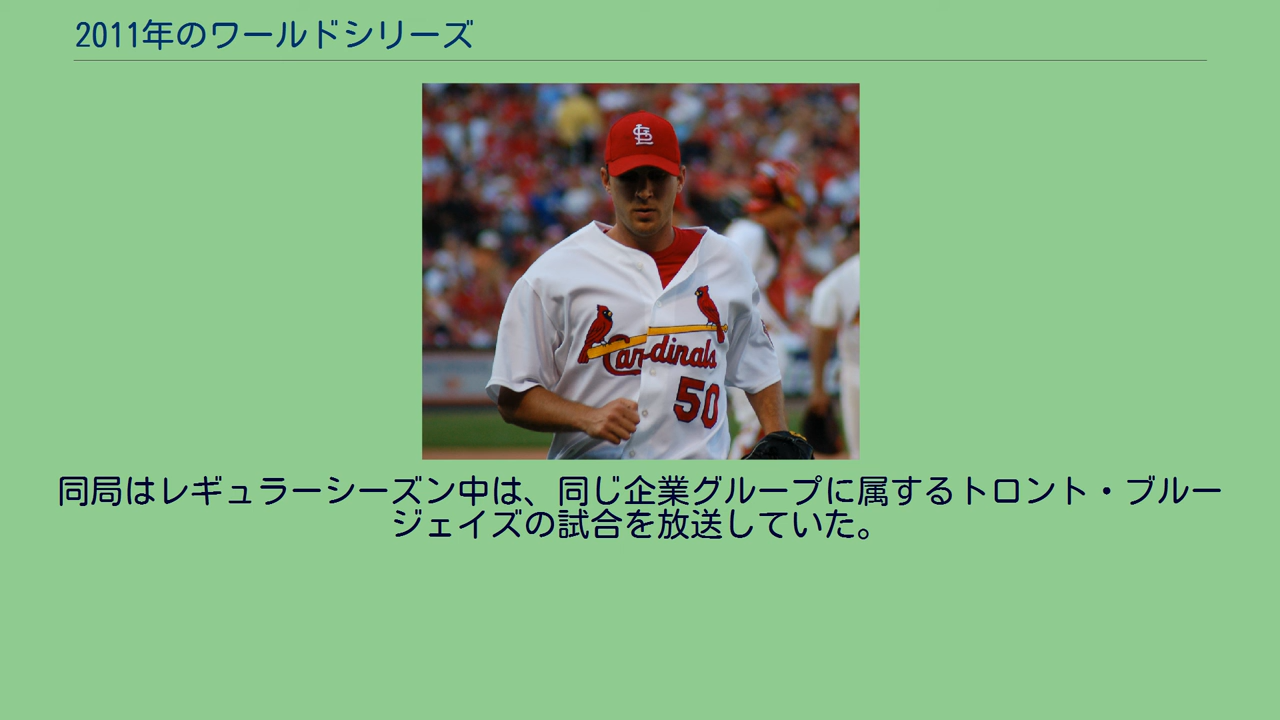 2011年のワールドシリーズ
StL
Cardinals
50
同局はレギュラーシーズン中は、同じ企業グループに属するトロント・ブルー
ジェイズの試合を放送していた。